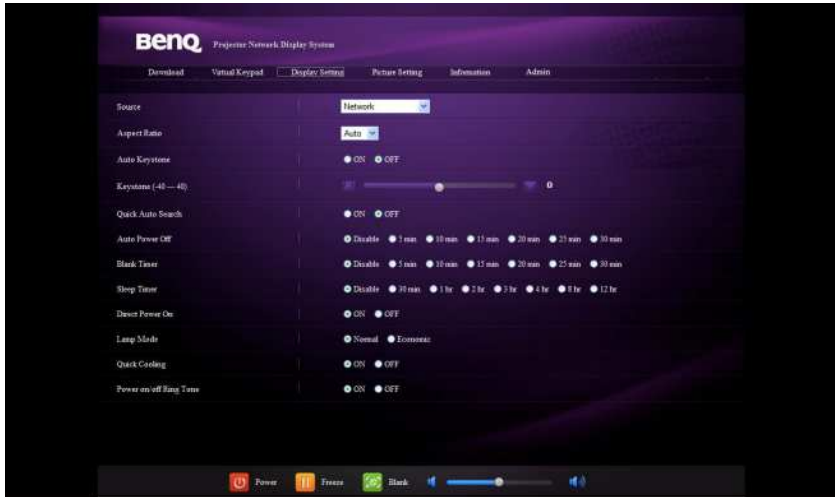 BenQ Projector Network Display System
Download Virtual Keypad Display Setting Picture Setting Information Admin
Source Network
Aspect Ratio Auto
Auto Keystone ON OFF
Keystone (-40 — 40) 0
Quick Auto Search ON OFF
Auto Power Off Disable 5 min 10 min 15 min 20 min 25 min 30 min
Blank Timer Disable 5 min 10 min 15 min 20 min 25 min 30 min
Sleep Timer Disable 30 min 1 hr 2 hr 3 hr 4 hr 8 hr 12 hr
Direct Power On ON OFF
Lamp Mode Normal Economic
Quick Cooling ON OFF
Power on/off Ring Tone ON OFF
Power Freeze Blank